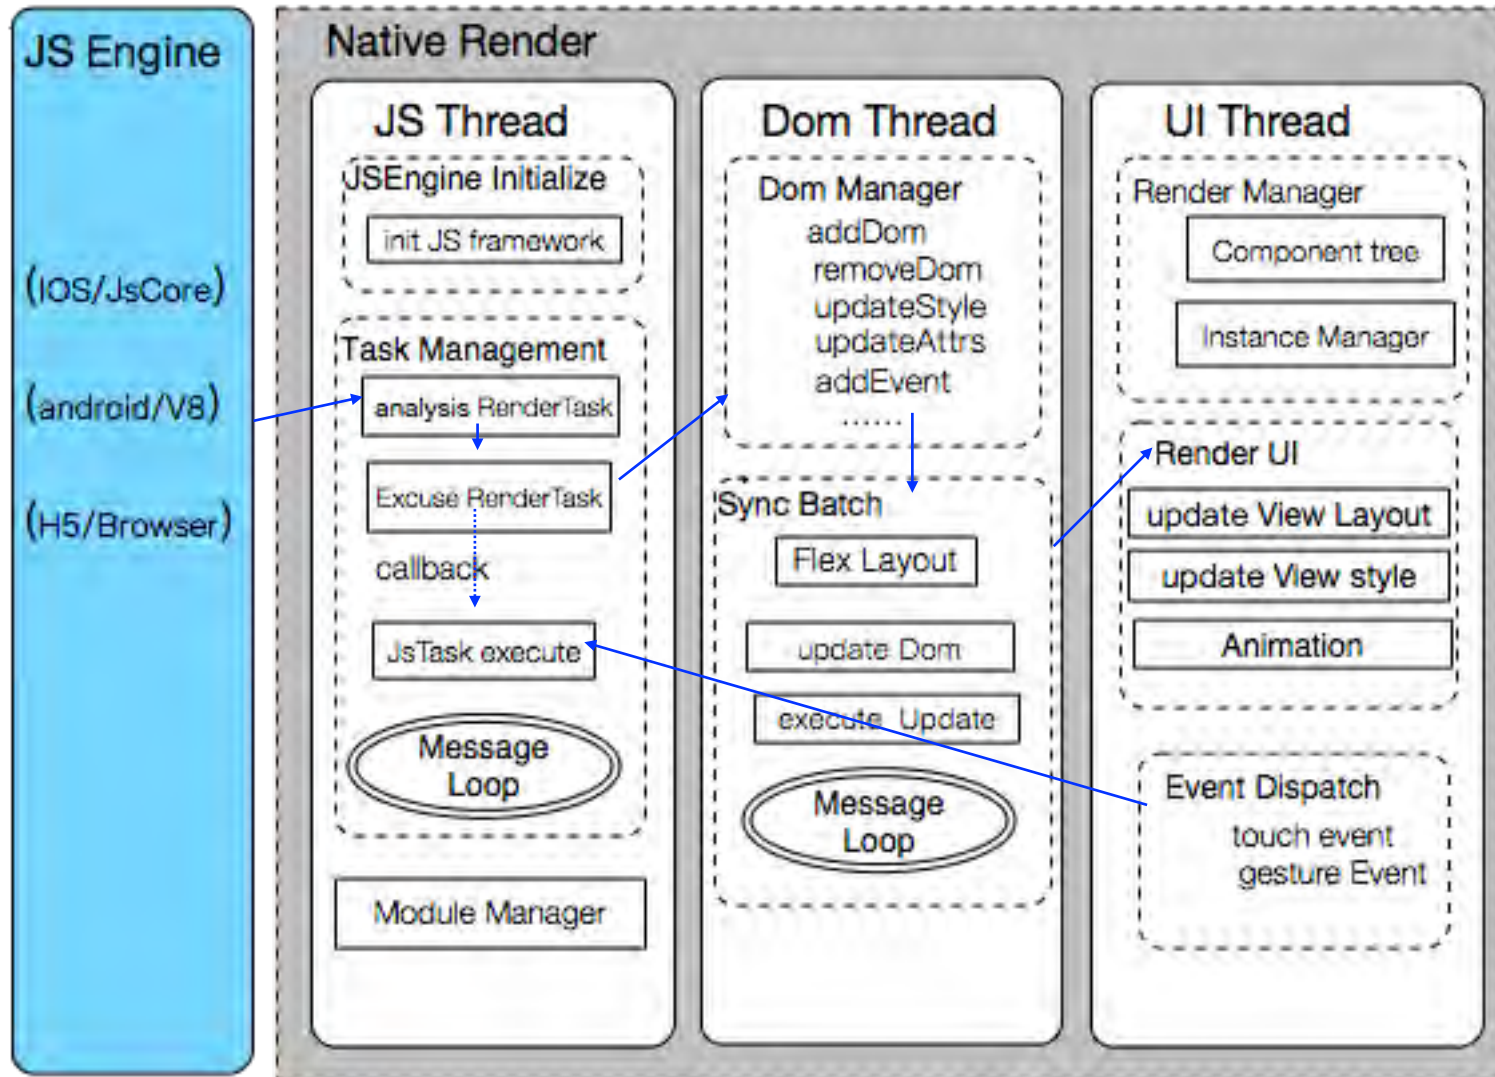 JS Engine
(IOS/JsCore)
(android/V8)
(H5/Browser)
Native Render
JS Thread
JSEngine Initialize
init JS framework
Task Management
analysis RenderTask
Excuse RenderTask
callback
JsTask execute
Message
Loop
Module Manager
Dom Thread
Dom Manager
addDom
removeDom
updateStyle
updateAttrs
addEvent
......
Sync Batch
Flex Layout
update Dom
execute Update
Message
Loop
UI Thread
Render Manager
Component tree
Instance Manager
Render UI
update View Layout
update View style
Animation
Event Dispatch
touch event
gesture Event